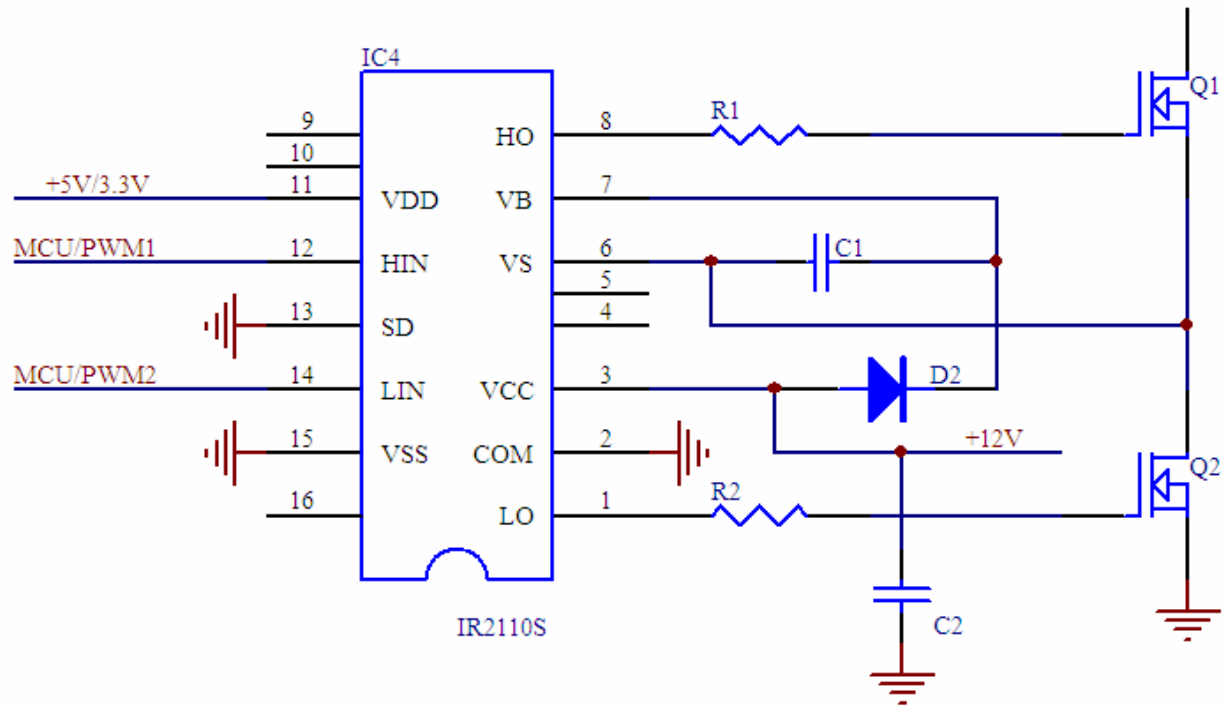 IC4
Q1
R1
9
HO
8
10
+5V/3.3V
11
VDD
VB
7
MCU/PWM1
12
HIN
VS
6
C1
5
13
SD
4
MCU/PWM2
14
LIN
VCC
3
D2
15
VSS
COM
2
+12V
Q2
16
LO
1
R2
IR2110S
C2